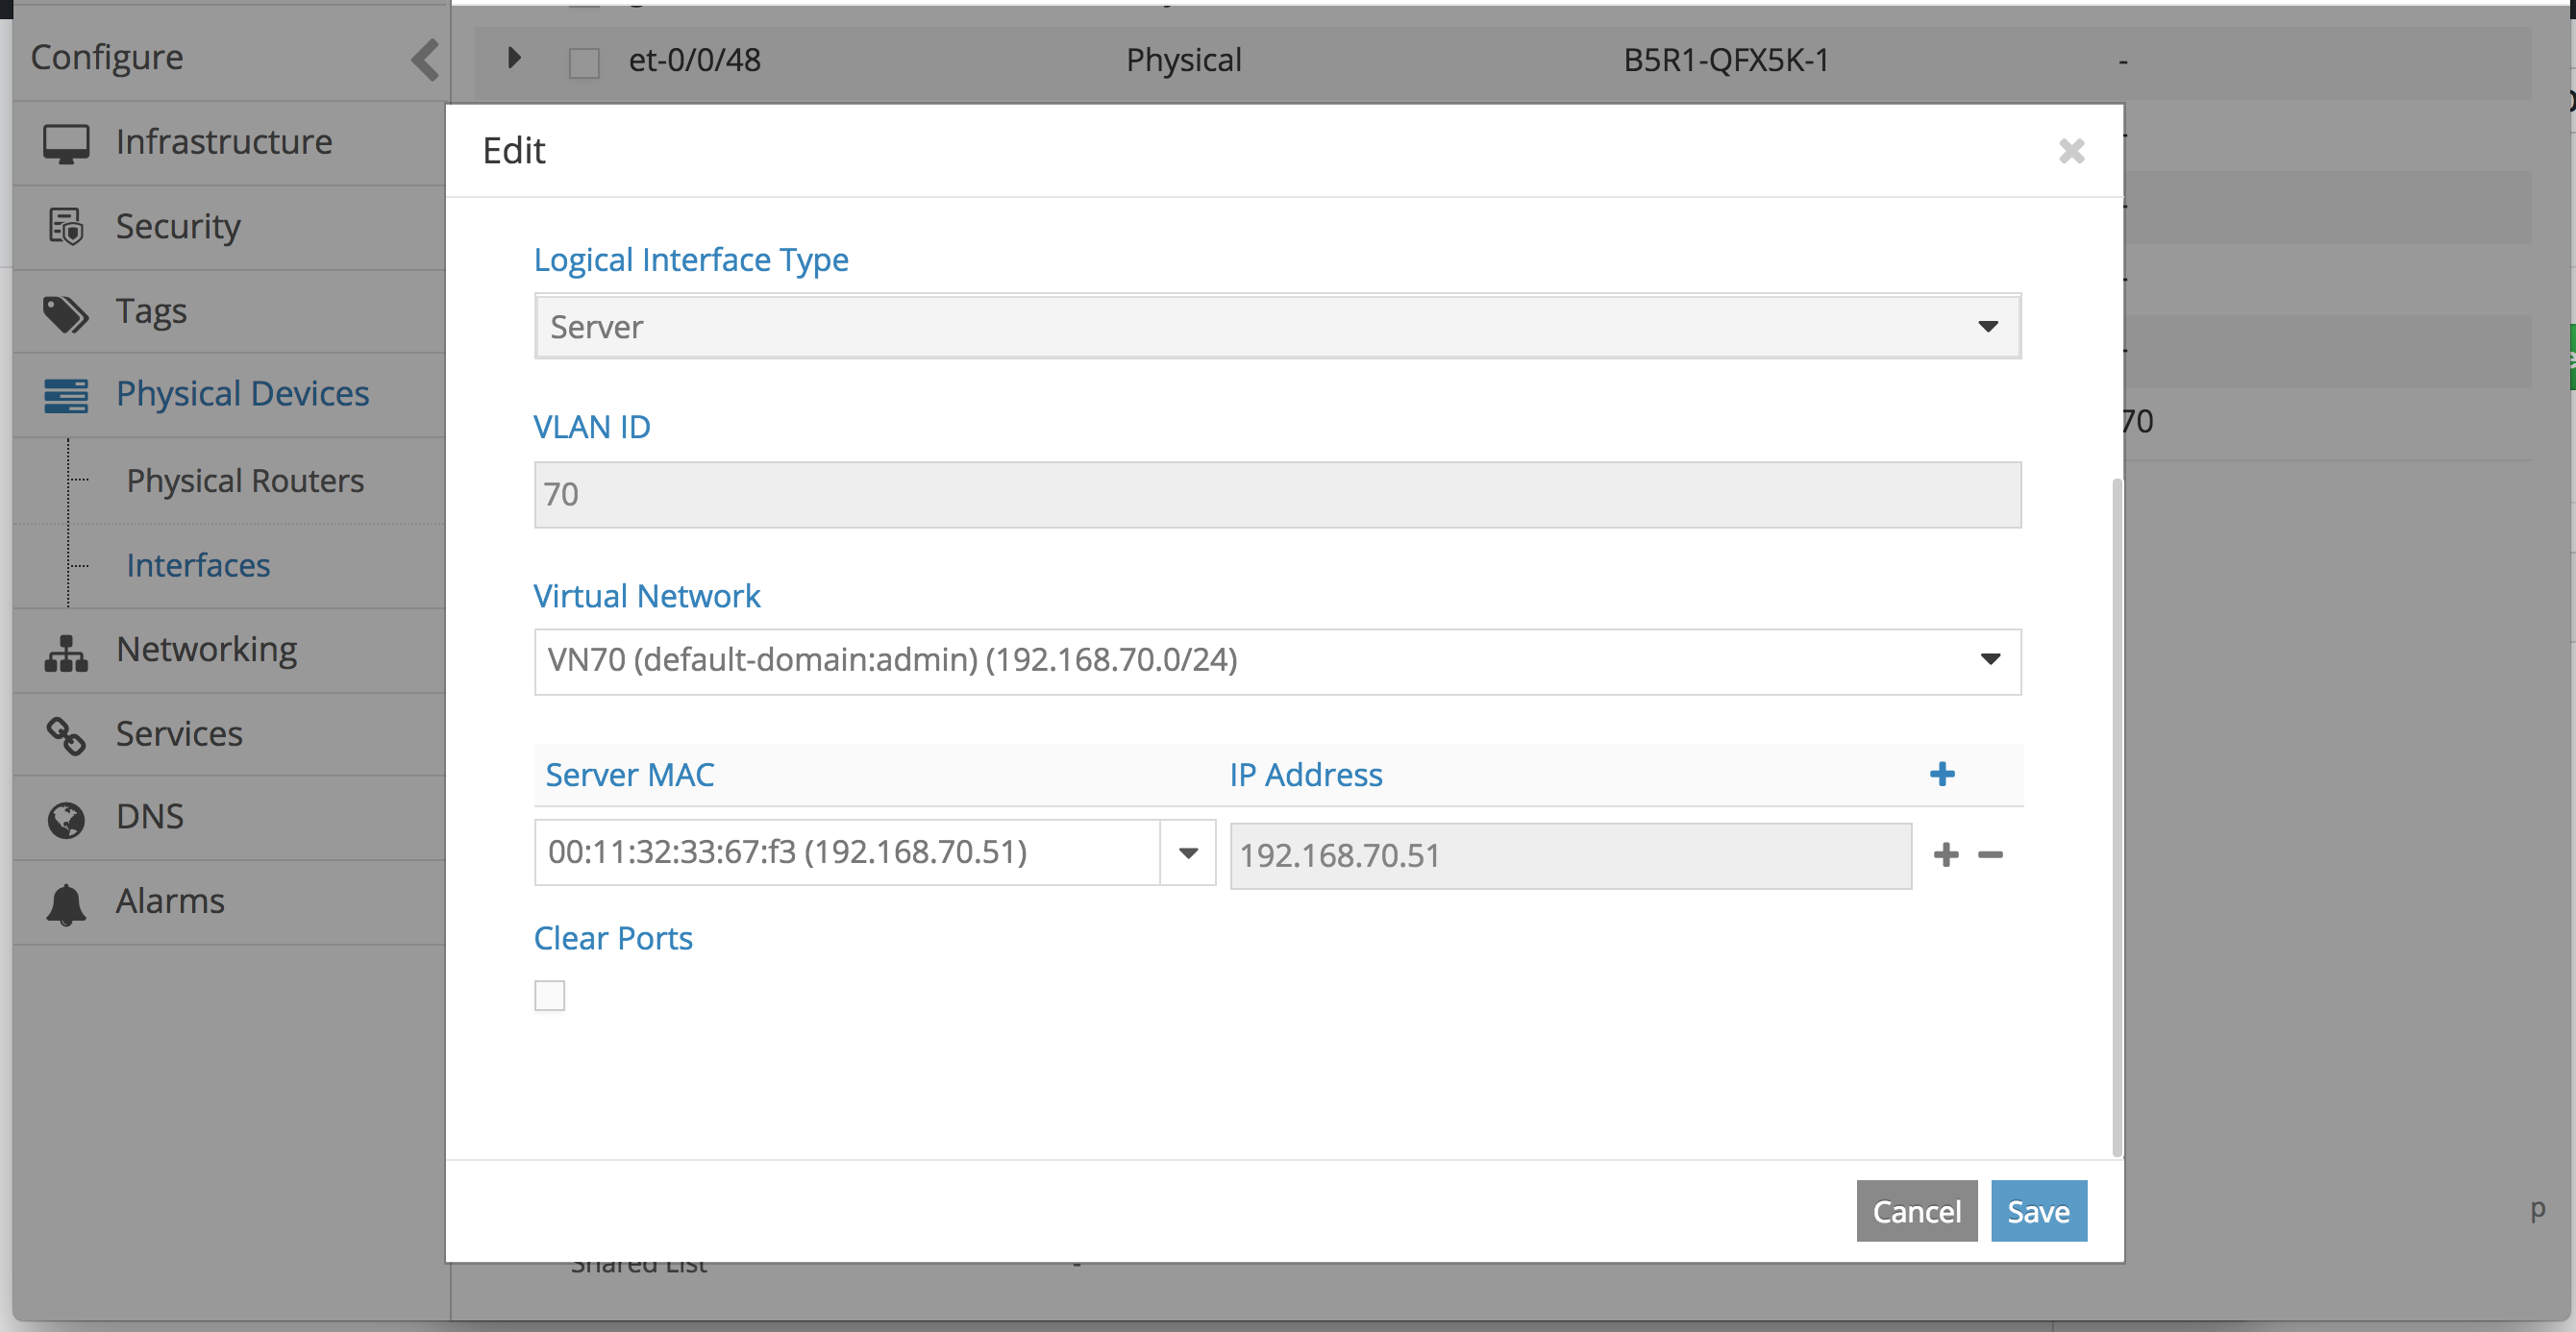 Configure
et-0/0/48 Physical B5R1-QFX5K-1 -
Edit
Infrastructure
Security
Tags
Physical Devices
Physical Routers
Interfaces
Networking
Services
DNS
Alarms
Logical Interface Type
Server
VLAN ID
70
70
Virtual Network
VN70 (default-domain:admin) (192.168.70.0/24)
Server MAC IP Address
00:11:32:33:67:f3 (192.168.70.51) 192.168.70.51
Clear Ports
Cancel Save
p
Shared List -